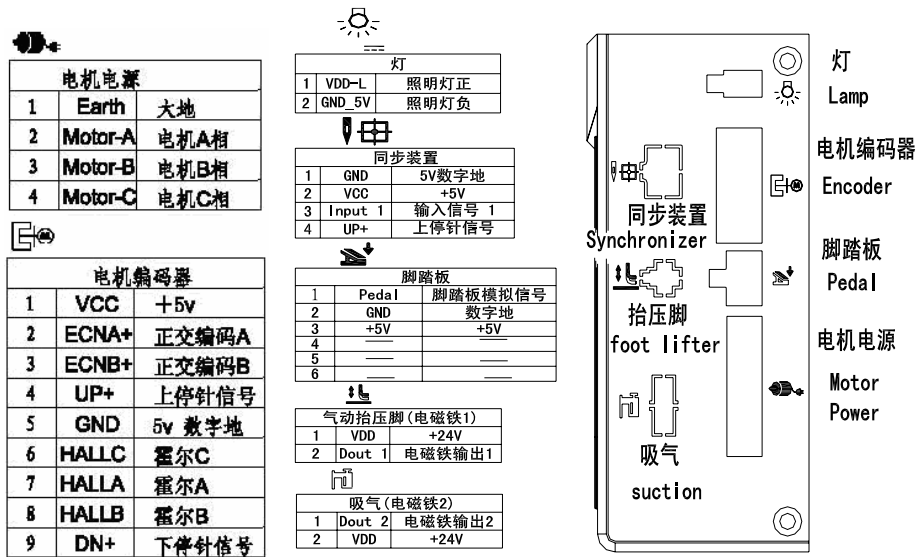 电机电源
1 Earth 大地
2 Motor-A 电机A相
3 Motor-B 电机B相
4 Motor-C 电机C相
电机编码器
1 VCC +5v
2 ECNA+ 正交编码A
3 ECNB+ 正交编码B
4 UP+ 上停针信号
5 GND 5v 数字地
6 HALLC 霍尔C
7 HALLA 霍尔A
8 HALLB 霍尔B
9 DN+ 下停针信号
灯
1 VDD-L 照明灯正
2 GND_5V 照明灯负
同步装置
1 GND 5V数字地
2 VCC +5V
3 Input 1 输入信号 1
4 UP+ 上停针信号
脚踏板
1 Pedal 脚踏板模拟信号
2 GND 数字地
3 +5V +5V
4
5
6
气动抬压脚(电磁铁1)
1 VDD +24V
2 Dout 1 电磁铁输出1
吸气(电磁铁2)
1 Dout 2 电磁铁输出2
2 VDD +24V
同步装置
Synchronizer
抬压脚
foot lifter
吸气
suction
灯
Lamp
电机编码器
Encoder
脚踏板
Pedal
电机电源
Motor
Power